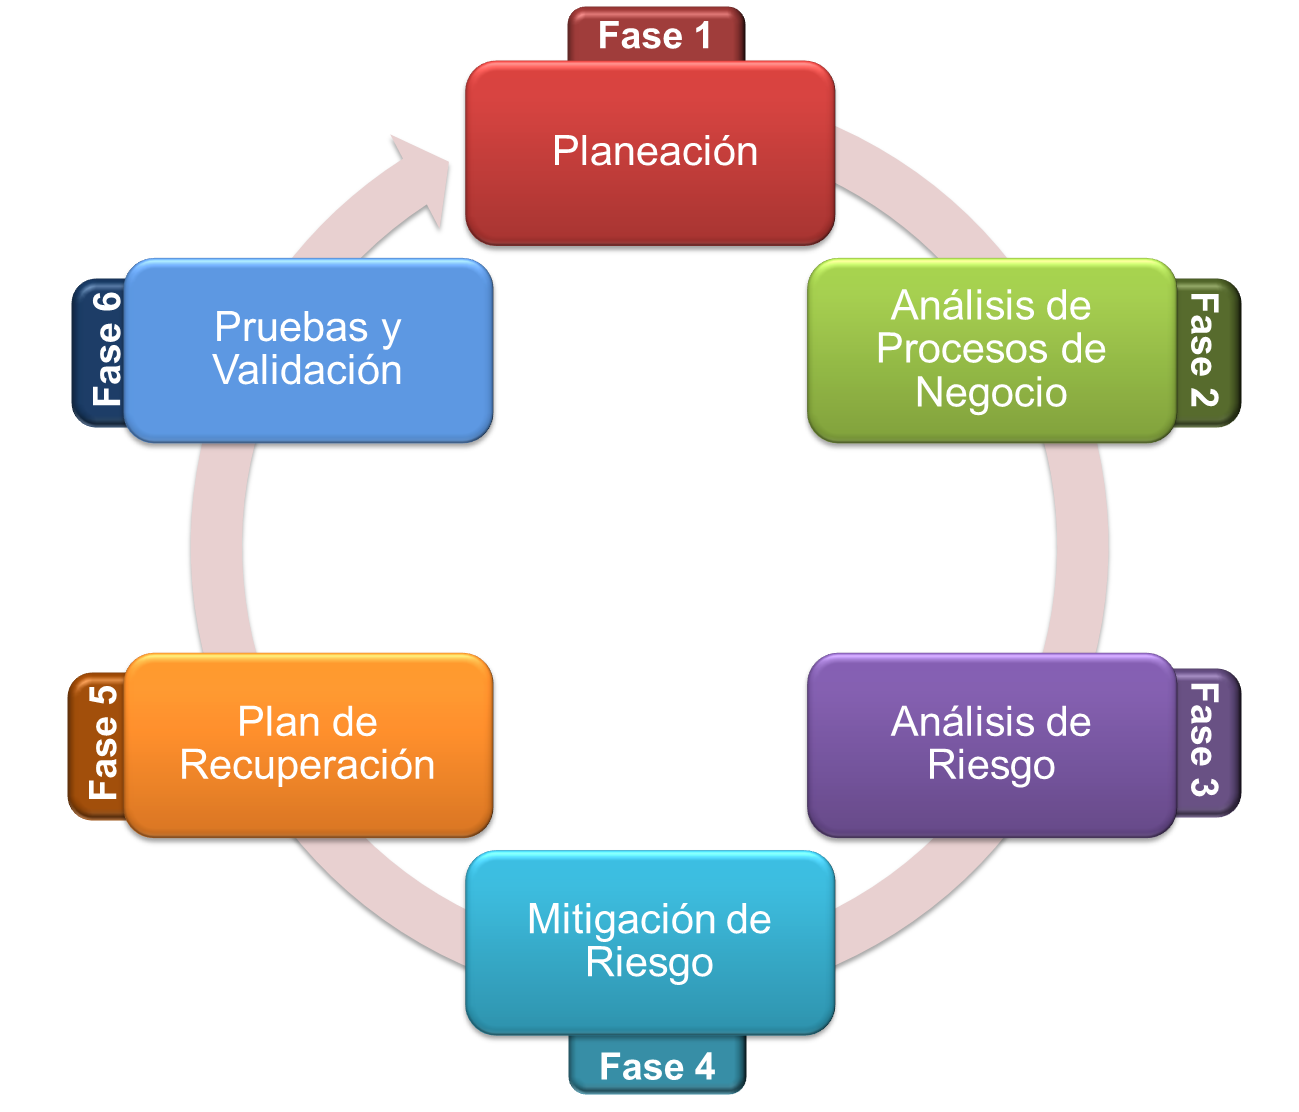 Fase 1
Planeación
Análisis de
Procesos de
Negocio
Fase 2
Análisis de
Riesgo
Fase 3
Mitigación de
Riesgo
Fase 4
Plan de
Recuperación
Fase 5
Pruebas y
Validación
Fase 6